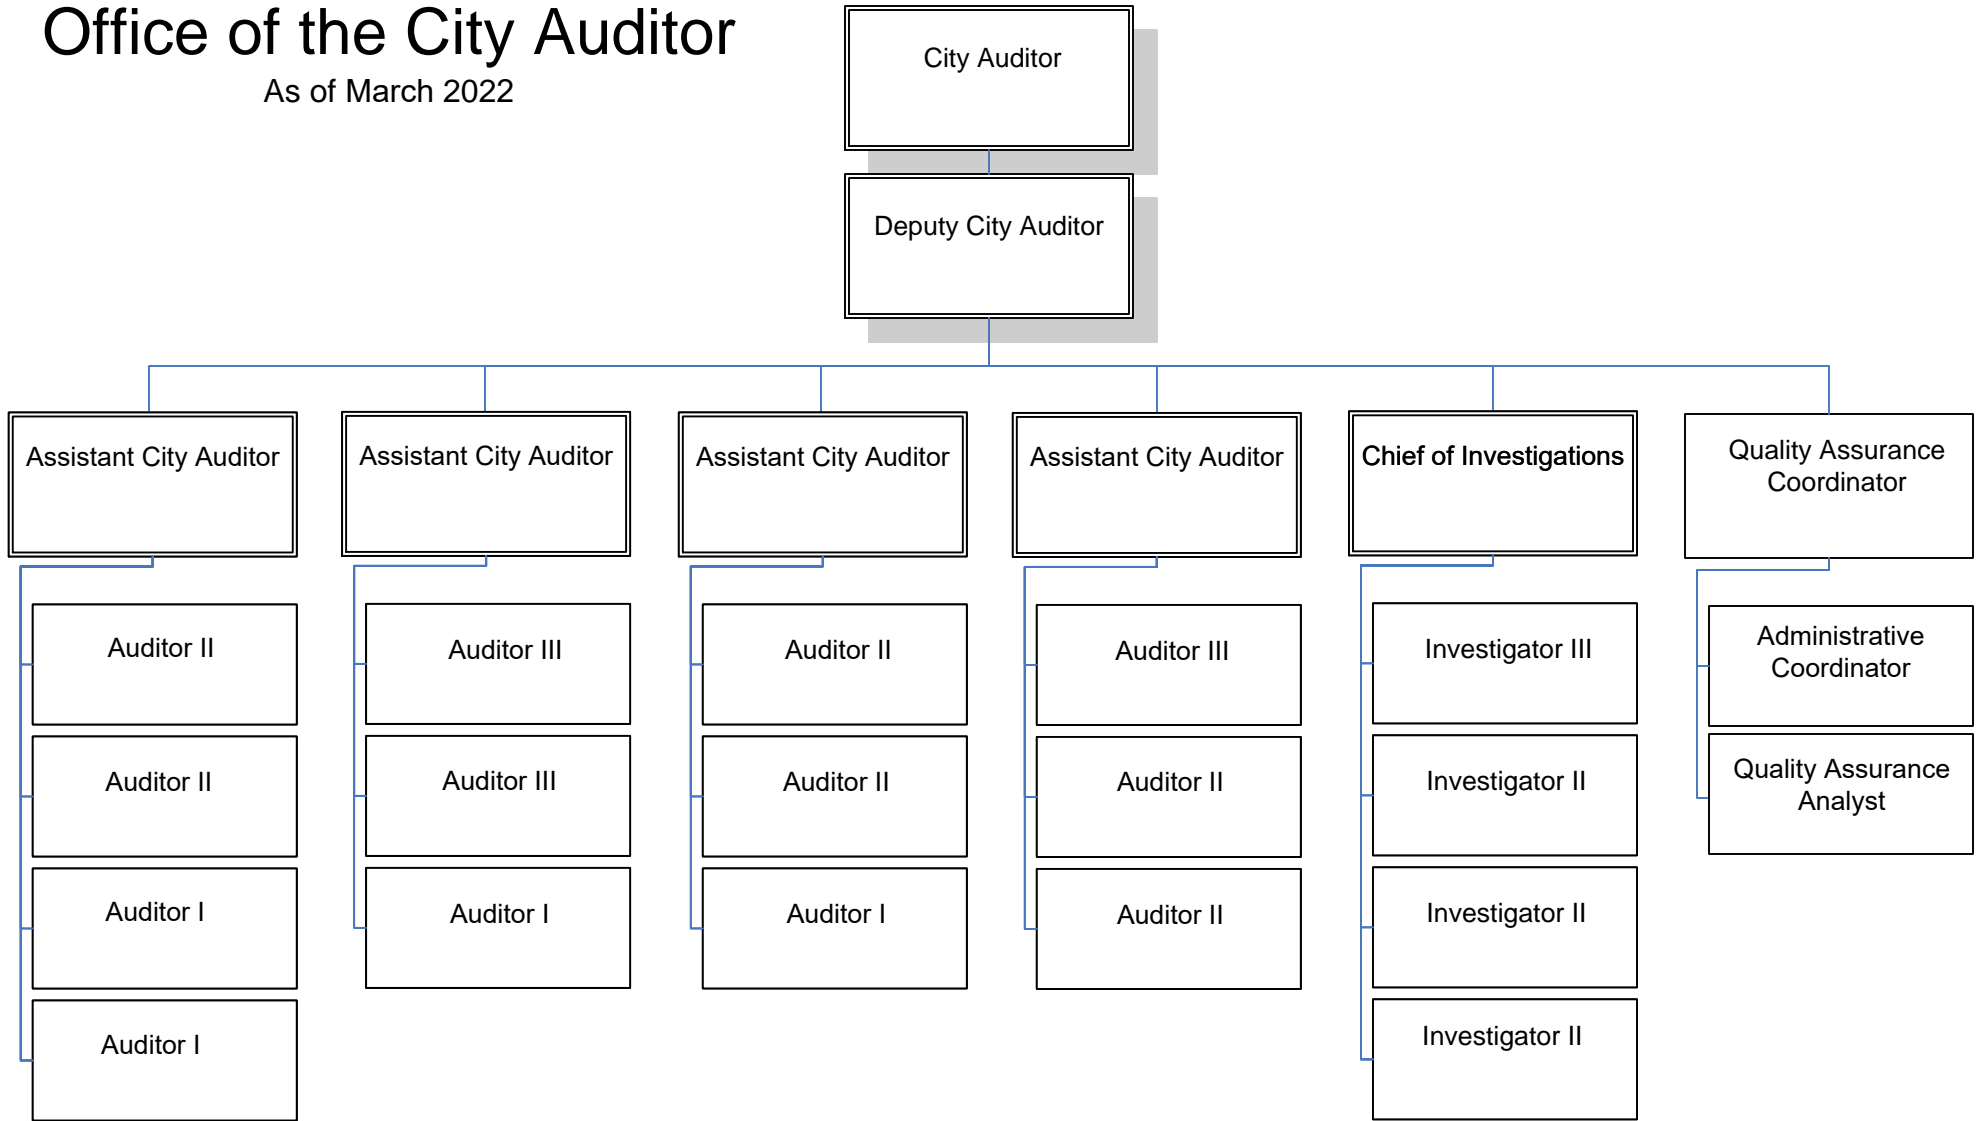 Office of the City Auditor
As of March 2022
City Auditor
Deputy City Auditor
Assistant City Auditor
Auditor II
Auditor II
Auditor I
Auditor I
Assistant City Auditor
Auditor III
Auditor III
Auditor I
Assistant City Auditor
Auditor II
Auditor II
Auditor I
Assistant City Auditor
Auditor III
Auditor II
Auditor II
Chief of Investigations
Investigator III
Investigator II
Investigator II
Investigator II
Quality Assurance
Coordinator
Administrative
Coordinator
Quality Assurance
Analyst